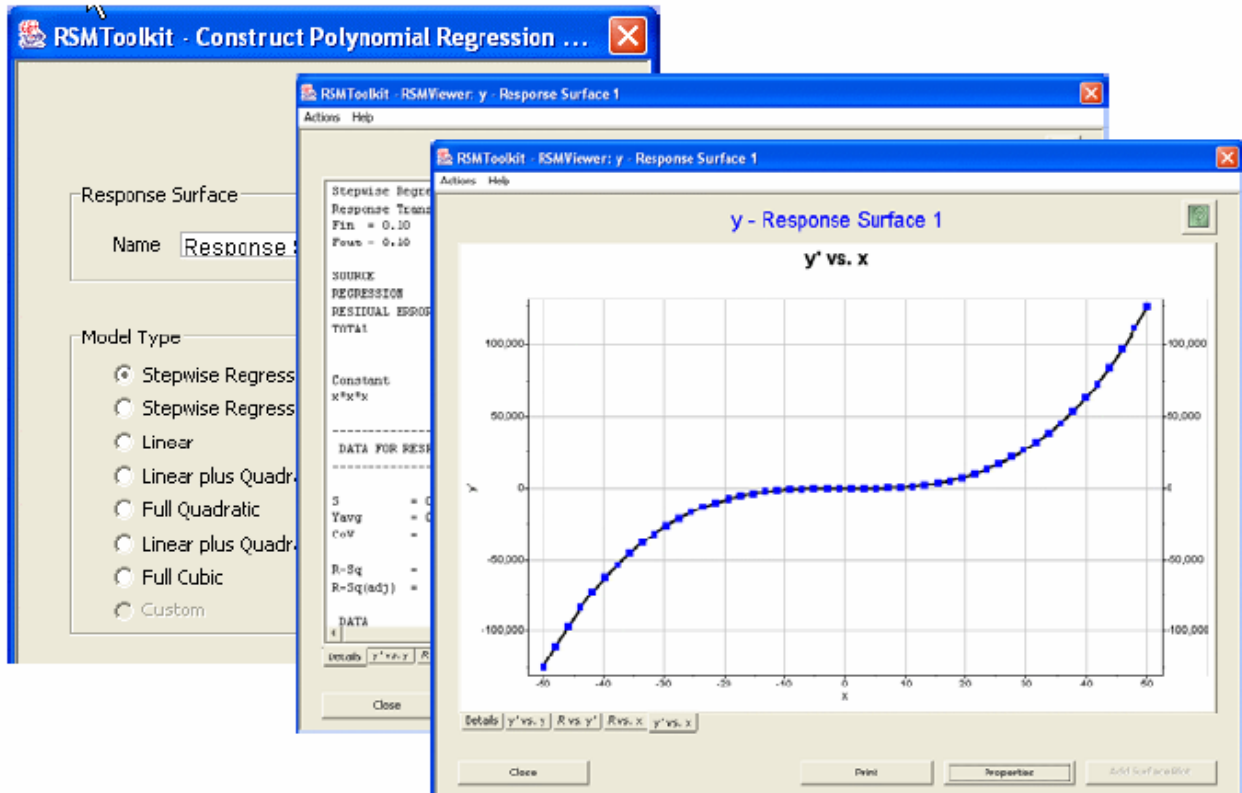 RSMToolkit - Construct Polynomial Regression ...
Response Surface
Name Response
Model Type
Stepwise Regress
Stepwise Regress
Linear
Linear plus Quadr
Full Quadratic
Linear plus Quadr
Full Cubic
Custom
RSMToolkit - RSMViewer: y - Response Surface 1
Actions Help
Stepwise Regre
Response Trans
Fin = 0.10
Fout = 0.10
SOURCE
REGRESSION
RESIDUAL ERROR
TOTAL
Constant
x*x*x
DATA FOR RESP
S = 0
Yavg = 0
CoV =
R-Sq =
R-Sq(adj) =
DATA
Details y' vs. y R
Close
RSMToolkit - RSMViewer: y - Response Surface 1
Actions Help
y - Response Surface 1
y' vs. x
100,000 100,000
50,000 50,000
0 0
-50,000 -50,000
-100,000 -100,000
y'
-50 -40 -30 -20 -10 0 10 20 30 40 50
x
Details y' vs. y R vs. y' R vs. x y' vs. x
Close Print Properties Add Surface Plot